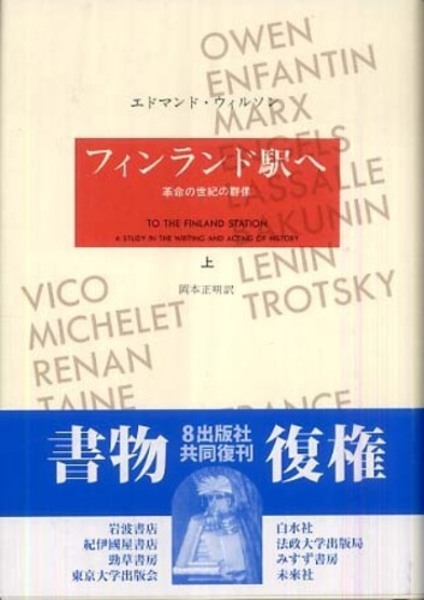 OWEN
ENFANTIN
MARX
ENGELS
LASSALLE
BAKUNIN
LENIN
TROTSKY
エドマンド・ウィルソン
フィンランド駅へ
革命の世紀の群像
TO THE FINLAND STATION
A STUDY IN THE WRITING AND ACTING OF HISTORY
上
岡本正明訳
VICO
MICHELET
RENAN
TAINE
FRANCE
書物
8出版社
共同復刊
復権
岩波書店
紀伊國屋書店
勁草書房
東京大学出版会
白水社
法政大学出版局
みすず書房
未來社